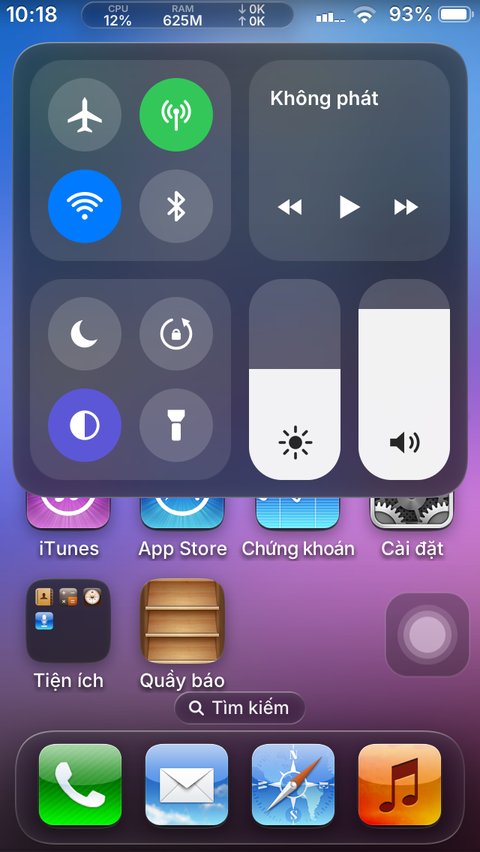 10:18
CPU
12%
RAM
625M
↓0K
↑0K
93%
Không phát
iTunes
App Store
Chứng khoán
Cài đặt
Tiện ích
Quầy báo
Tìm kiếm
N
S